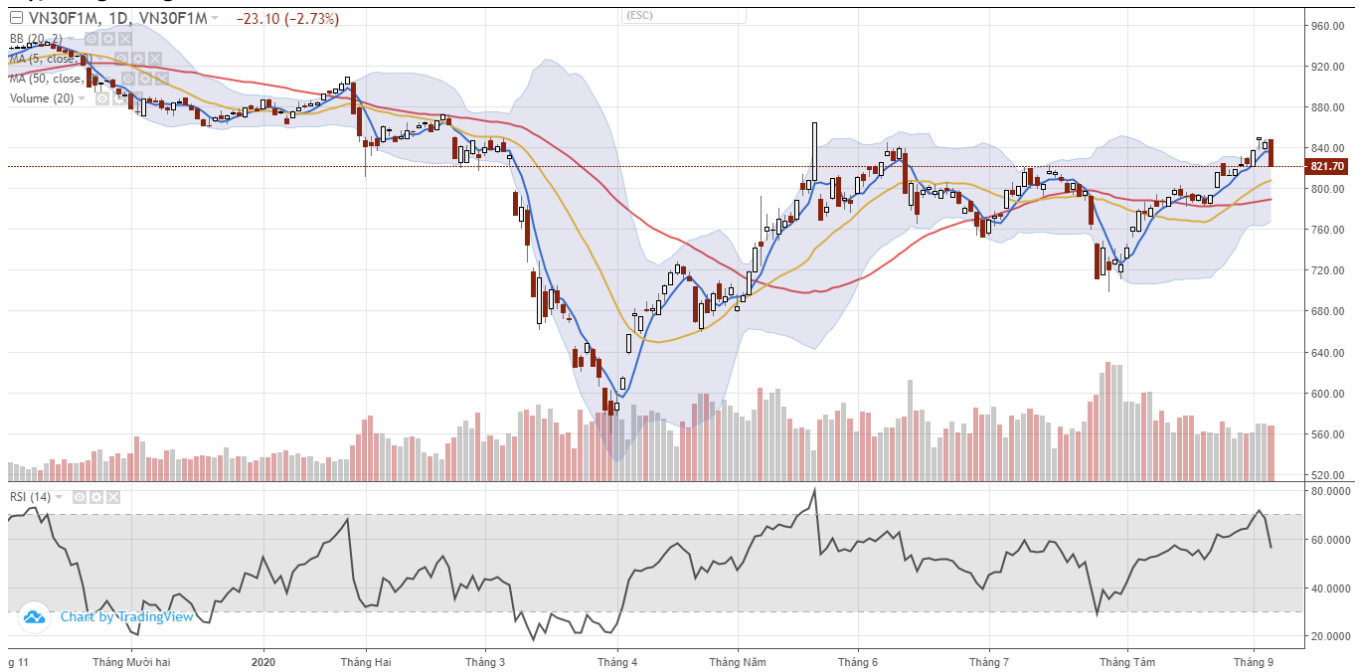 VN30F1M, 1D, VN30F1M −23.10 (−2.73%)
(ESC)
BB (20, 2)
MA (5, close,
MA (50, close,
Volume (20)
960.00
920.00
880.00
840.00
821.70
800.00
760.00
720.00
680.00
640.00
600.00
560.00
520.00
RSI (14)
80.0000
60.0000
40.0000
20.0000
Chart by TradingView
g 11 Tháng Mười hai 2020 Tháng Hai Tháng 3 Tháng 4 Tháng Năm Tháng 6 Tháng 7 Tháng Tám Tháng 9